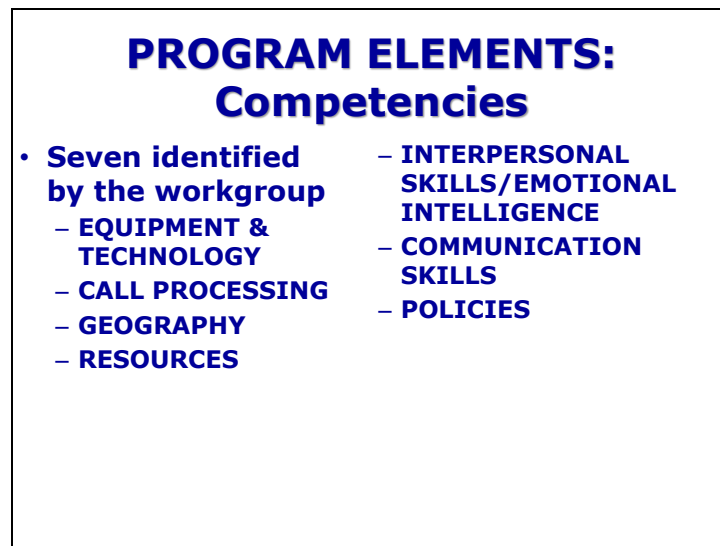 PROGRAM ELEMENTS:
Competencies
• Seven identified
by the workgroup
– EQUIPMENT &
TECHNOLOGY
– CALL PROCESSING
– GEOGRAPHY
– RESOURCES
– INTERPERSONAL
SKILLS/EMOTIONAL
INTELLIGENCE
– COMMUNICATION
SKILLS
– POLICIES